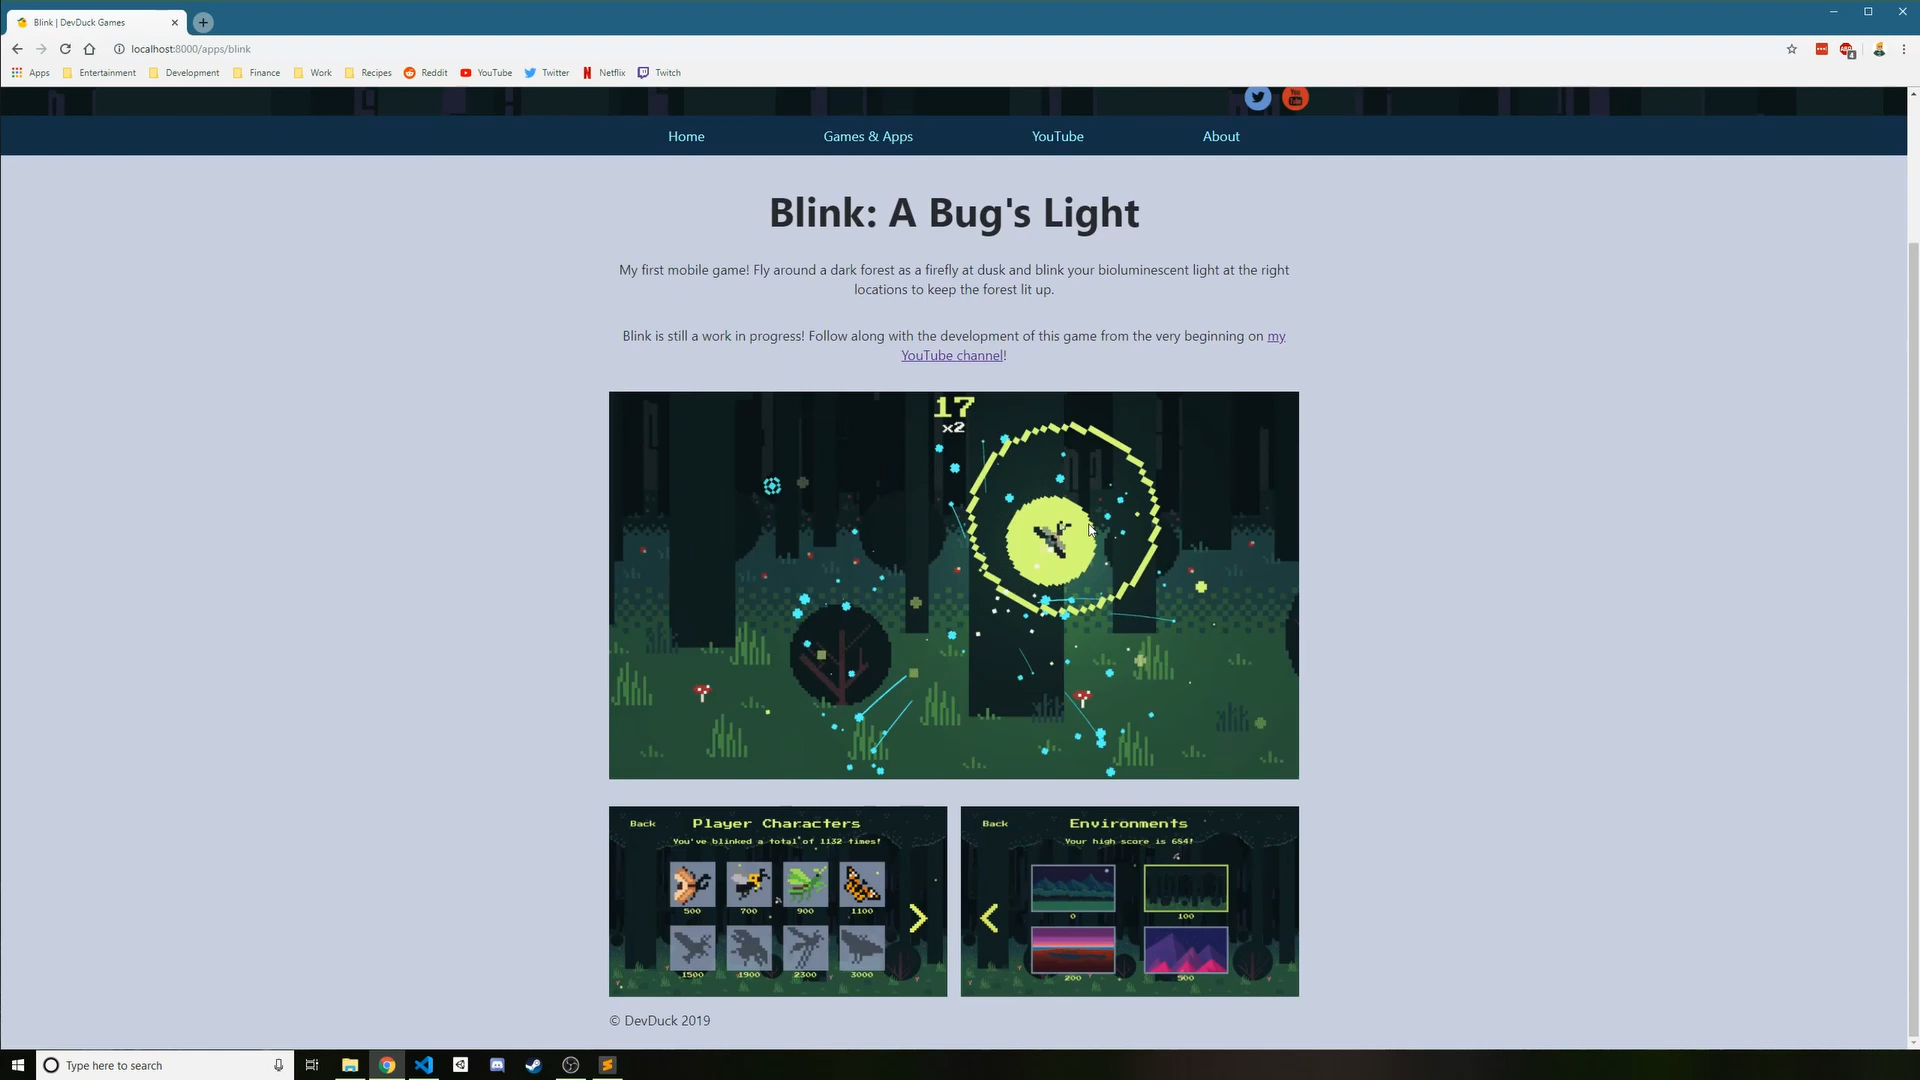 Blink | DevDuck Games
localhost:8000/apps/blink
Apps Entertainment Development Finance Work Recipes Reddit YouTube Twitter Netflix Twitch
You Tube
Home Games & Apps YouTube About
Blink: A Bug's Light
My first mobile game! Fly around a dark forest as a firefly at dusk and blink your bioluminescent light at the right
locations to keep the forest lit up.
Blink is still a work in progress! Follow along with the development of this game from the very beginning on my
YouTube channel!
17
x2
Back Player Characters
You've blinked a total of 1132 times!
500 700 900 1100
1500 1900 2300 3000
Back Environments
Your high score is 684!
0 100
200 500
© DevDuck 2019
Type here to search